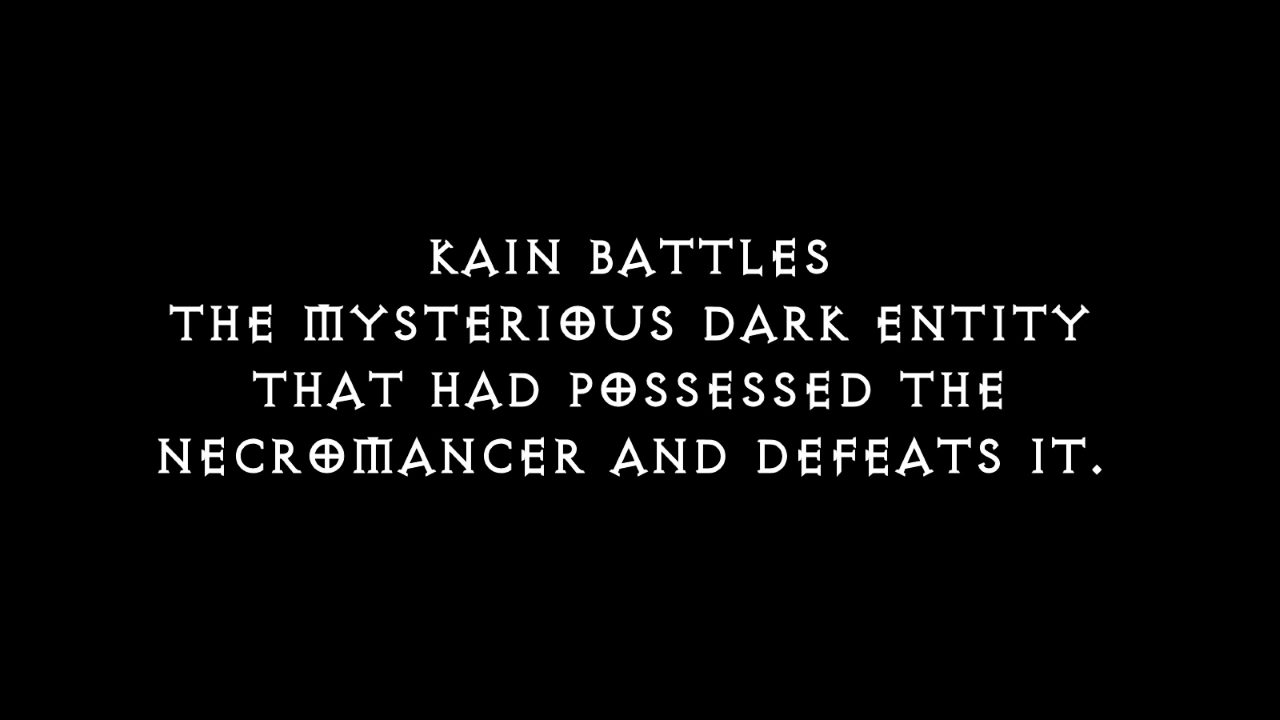 KAIN BATTLES
THE MYSTERIOUS DARK ENTITY
THAT HAD POSSESSED THE
NECROMANCER AND DEFEATS IT.